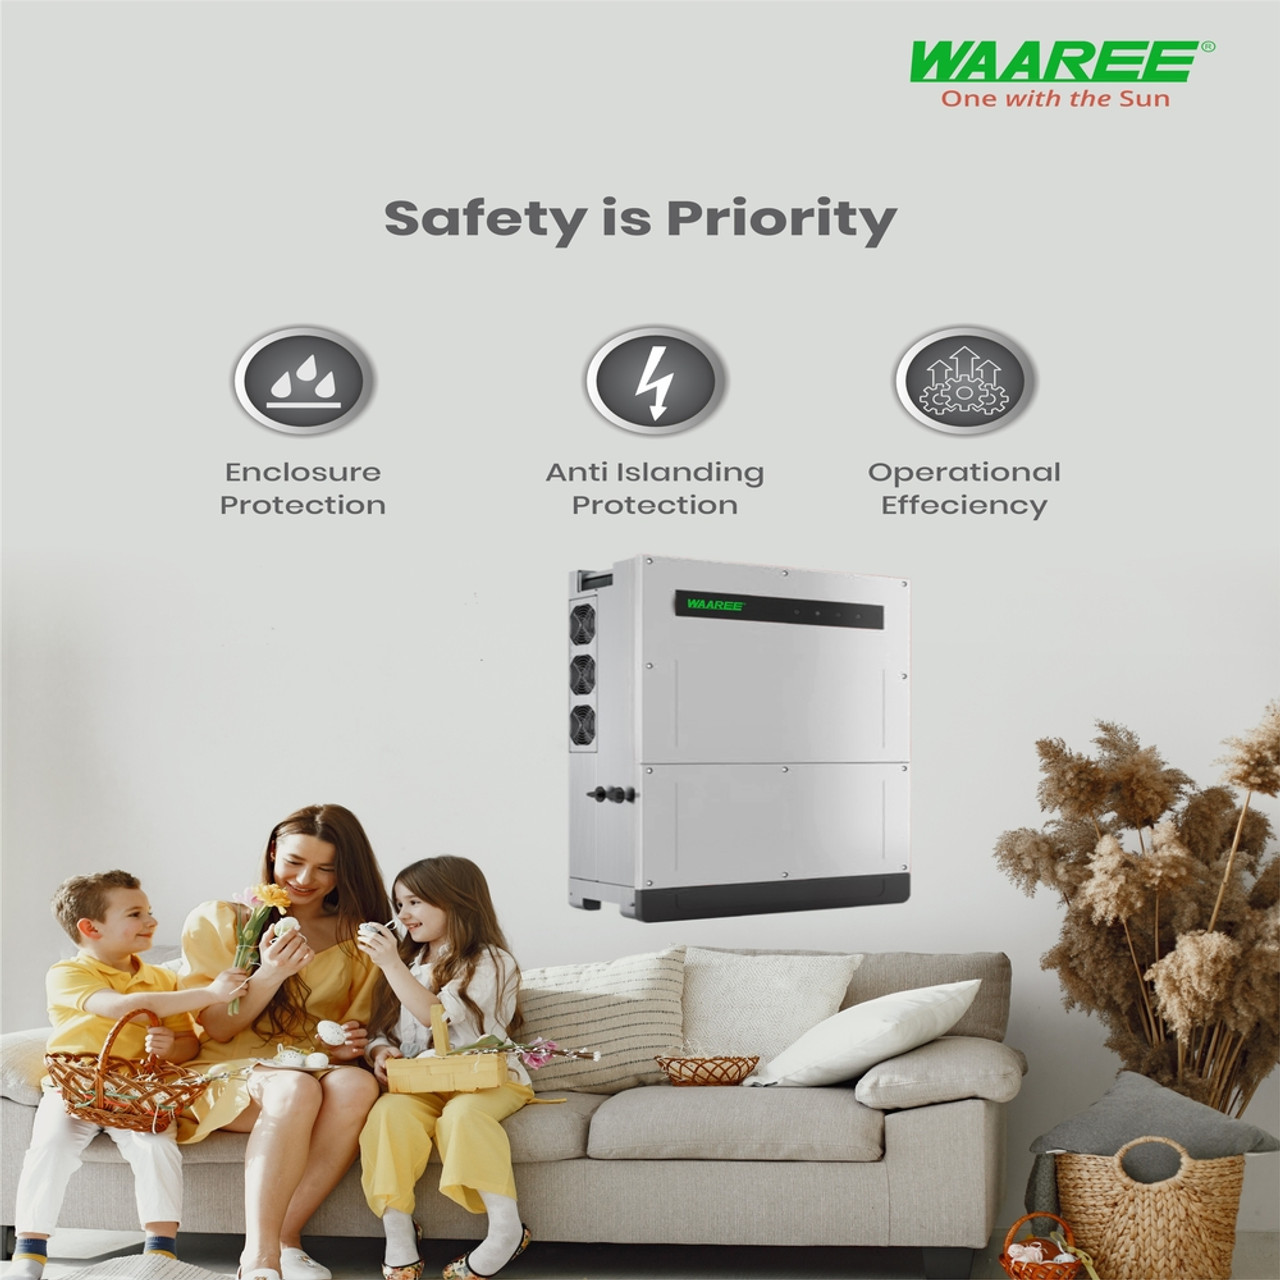 WAAREE®
One with the Sun
Safety is Priority
Enclosure
Protection
Anti Islanding
Protection
Operational
Effeciency
WAAREE